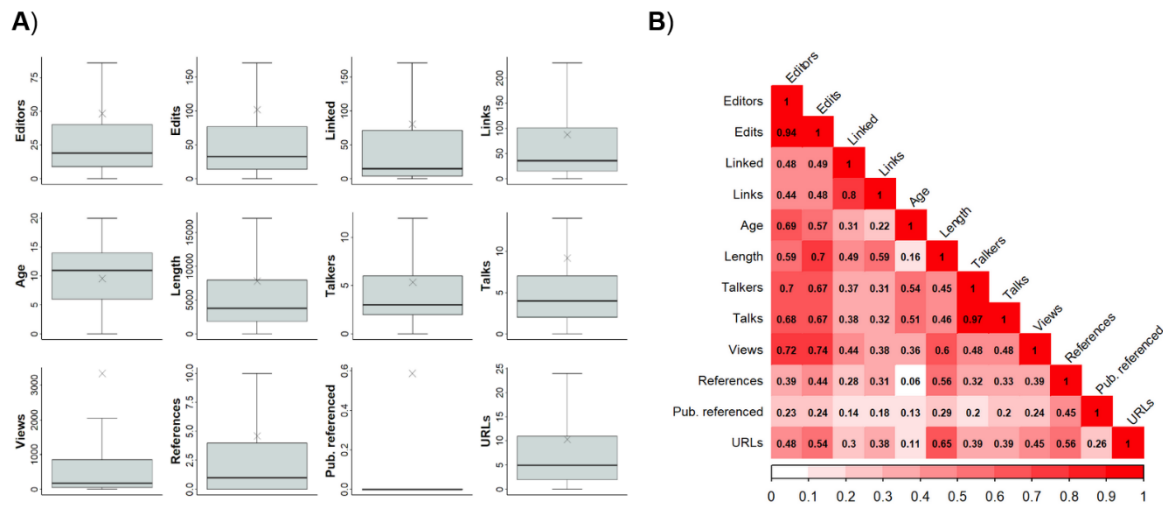 A)
Editors
0 25 50 75
Edits
0 50 100 150
Linked
0 50 100 150
Links
0 50 100 150 200
Age
0 5 10 15 20
Length
0 5000 10000 15000
Talkers
0 5 10
Talks
0 5 10
Views
0 1000 2000 3000
References
0.0 2.5 5.0 7.5 10.0
Pub. referenced
0.0 0.2 0.4 0.6
URLs
0 5 10 15 20 25
B)
Editors
Edits
Linked
Links
Age
Length
Talkers
Talks
Views
References
Pub. referenced
URLs
Editors 1
Edits 0.94 1
Linked 0.48 0.49 1
Links 0.44 0.48 0.8 1
Age 0.69 0.57 0.31 0.22 1
Length 0.59 0.7 0.49 0.59 0.16 1
Talkers 0.7 0.67 0.37 0.31 0.54 0.45 1
Talks 0.68 0.67 0.38 0.32 0.51 0.46 0.97 1
Views 0.72 0.74 0.44 0.38 0.36 0.6 0.48 0.48 1
References 0.39 0.44 0.28 0.31 0.06 0.56 0.32 0.33 0.39 1
Pub. referenced 0.23 0.24 0.14 0.18 0.13 0.29 0.2 0.2 0.24 0.45 1
URLs 0.48 0.54 0.3 0.38 0.11 0.65 0.39 0.39 0.45 0.56 0.26 1
0 0.1 0.2 0.3 0.4 0.5 0.6 0.7 0.8 0.9 1